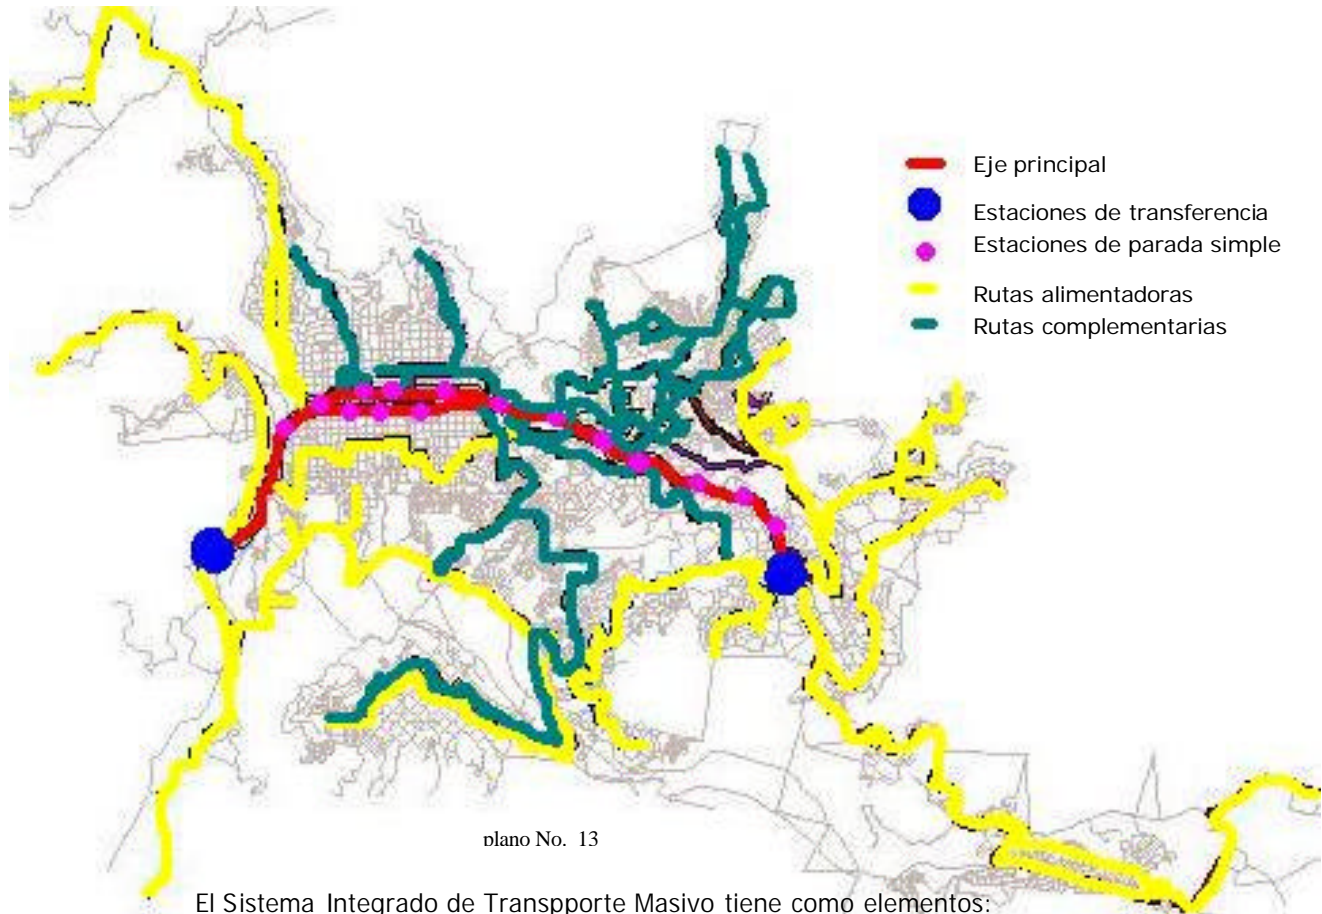 Eje principal
Estaciones de transferencia
Estaciones de parada simple
Rutas alimentadoras
Rutas complementarias
plano No. 13
El Sistema Integrado de Transpporte Masivo tiene como elementos: